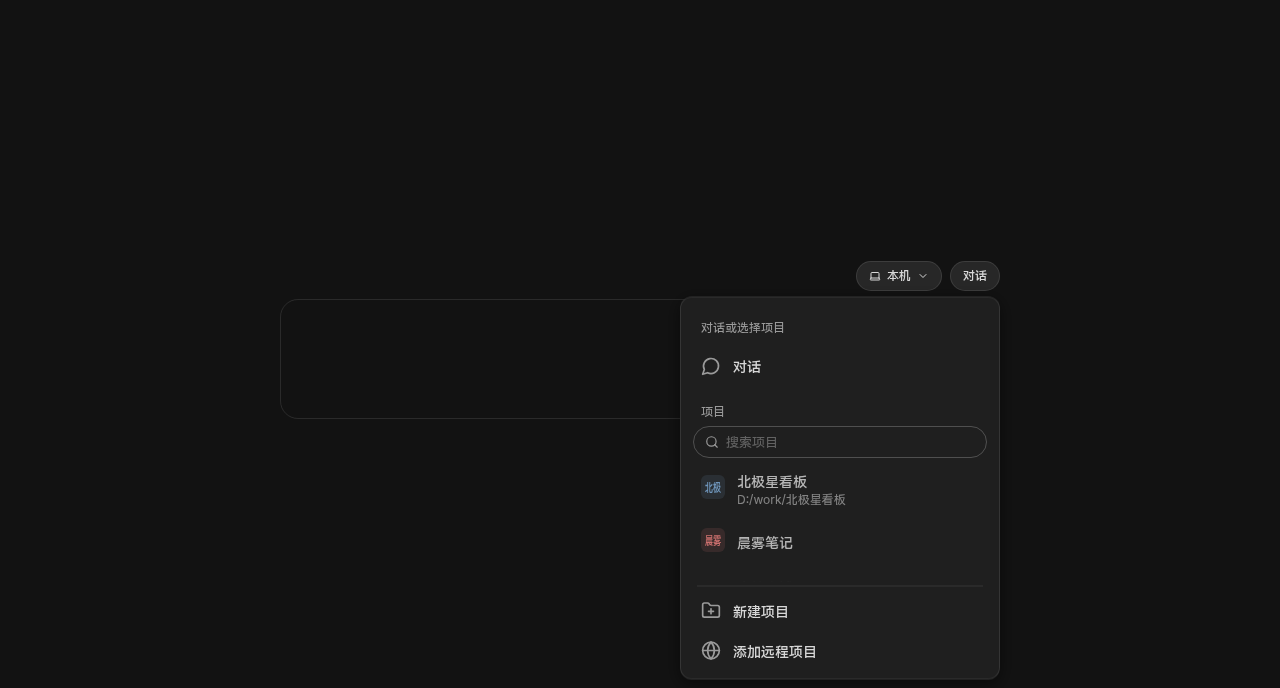 本机
对话
对话或选择项目
对话
项目
搜索项目
北极
北极星看板
D:/work/北极星看板
晨雾
晨雾笔记
新建项目
添加远程项目